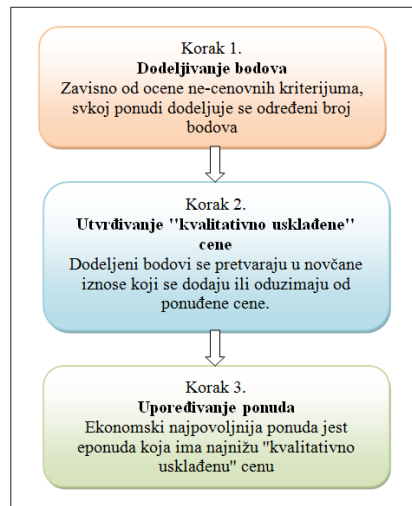 Korak 1.
Dodeljivanje bodova
Zavisno od ocene ne-cenovnih kriterijuma,
svkoj ponudi dodeljuje se određeni broj
bodova
Korak 2.
Utvrđivanje "kvalitativno usklađene"
cene
Dodeljeni bodovi se pretvaraju u novčane
iznose koji se dodaju ili oduzimaju od
ponuđene cene.
Korak 3.
Upoređivanje ponuda
Ekonomski najpovoljnija ponuda jest
eponuda koja ima najnižu "kvalitativno
usklađenu" cenu